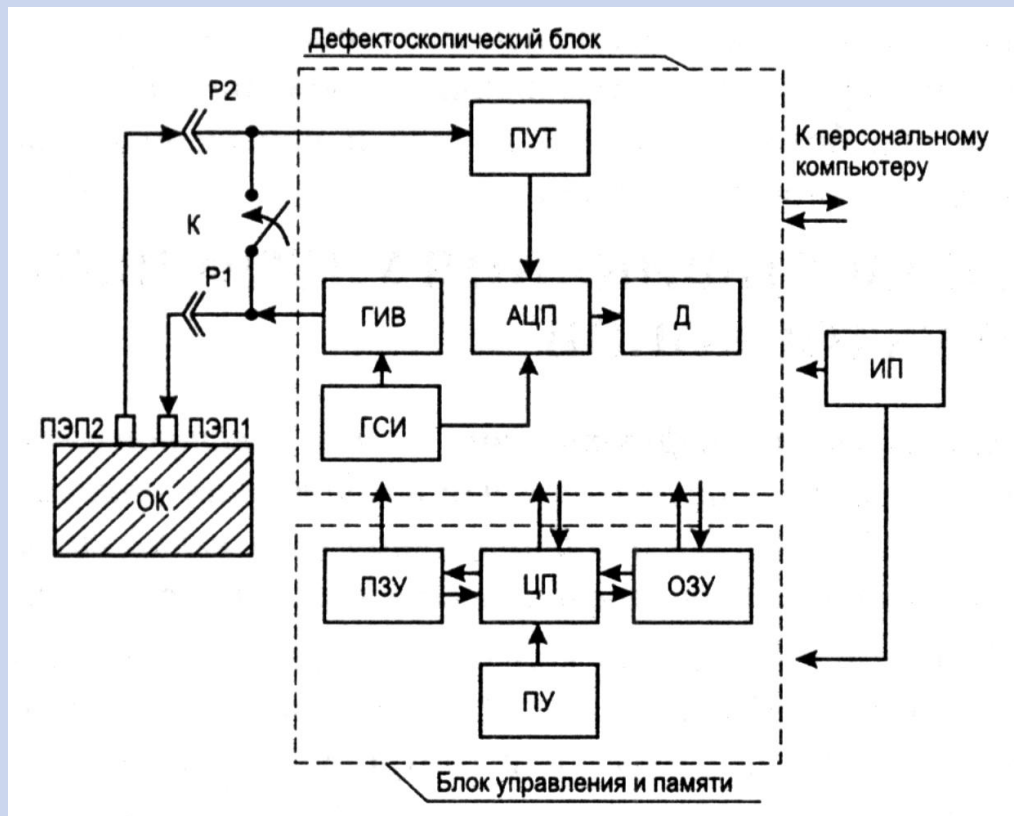 Дефектоскопический блок
Р2
ПУТ
К персональному
компьютеру
К
Р1
ГИВ
АЦП
Д
ИП
ГСИ
ПЭП2
ПЭП1
ОК
ПЗУ
ЦП
ОЗУ
ПУ
Блок управления и памяти